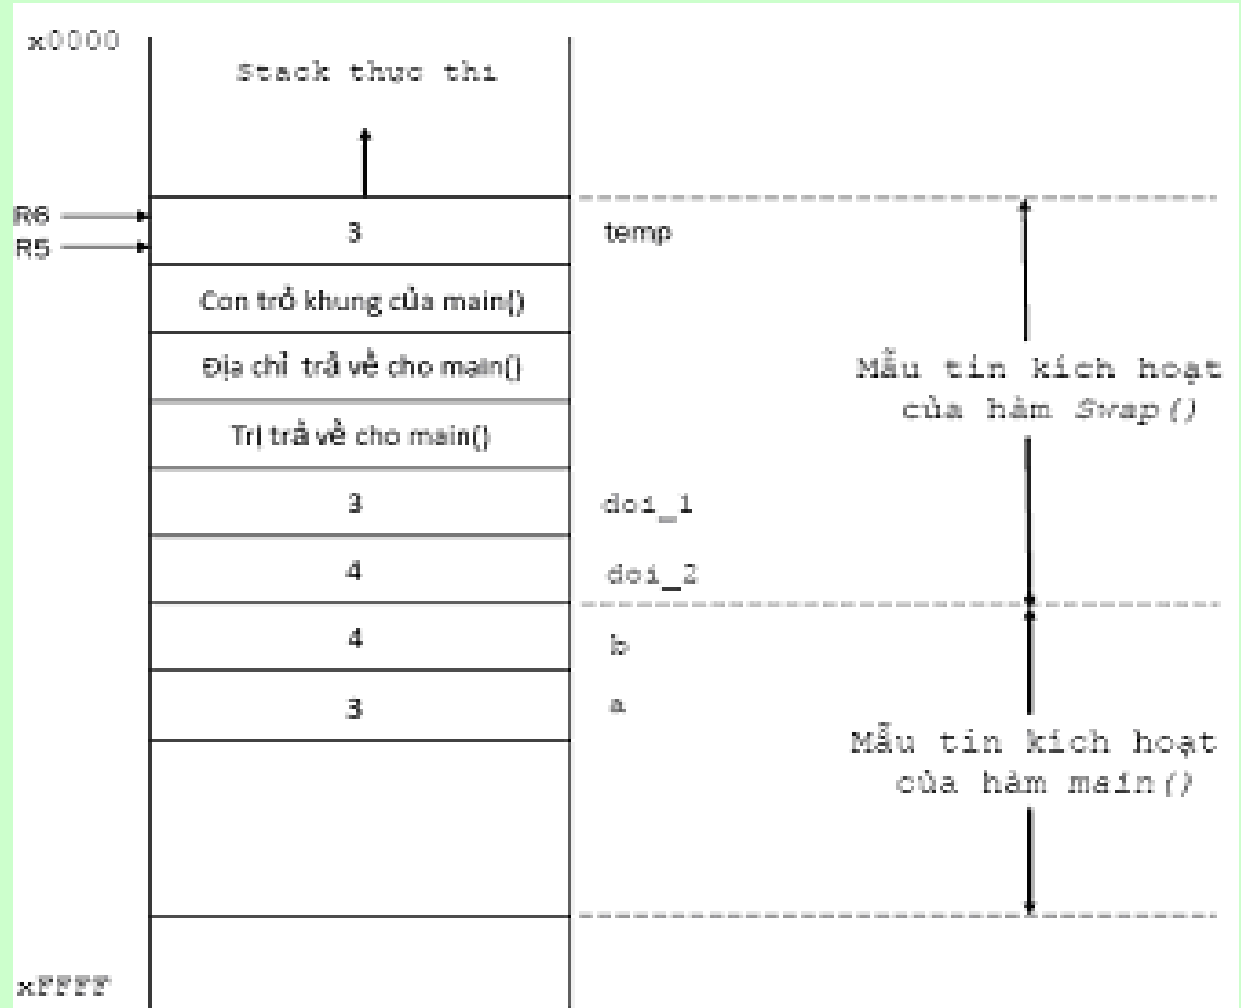 x0000
Stack thực thi
R6
R5
3
temp
Con trỏ khung của main()
Địa chỉ trả về cho main()
Mẩu tin kích hoạt
của hàm Swap()
Trị trả về cho main()
3
doi_1
4
doi_2
4
b
3
a
Mẩu tin kích hoạt
của hàm main()
xFFFF